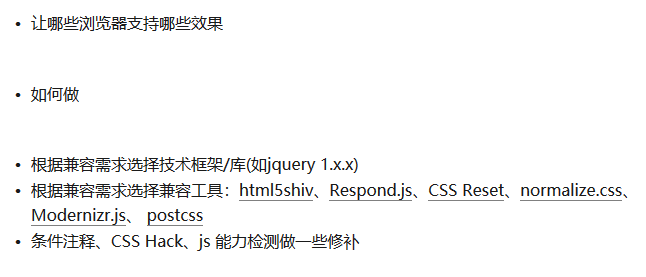 • 让哪些浏览器支持哪些效果
• 如何做
• 根据兼容需求选择技术框架/库(如jquery 1.x.x)
• 根据兼容需求选择兼容工具：html5shiv、Respond.js、CSS Reset、normalize.css、
Modernizr.js、 postcss
• 条件注释、CSS Hack、js 能力检测做一些修补